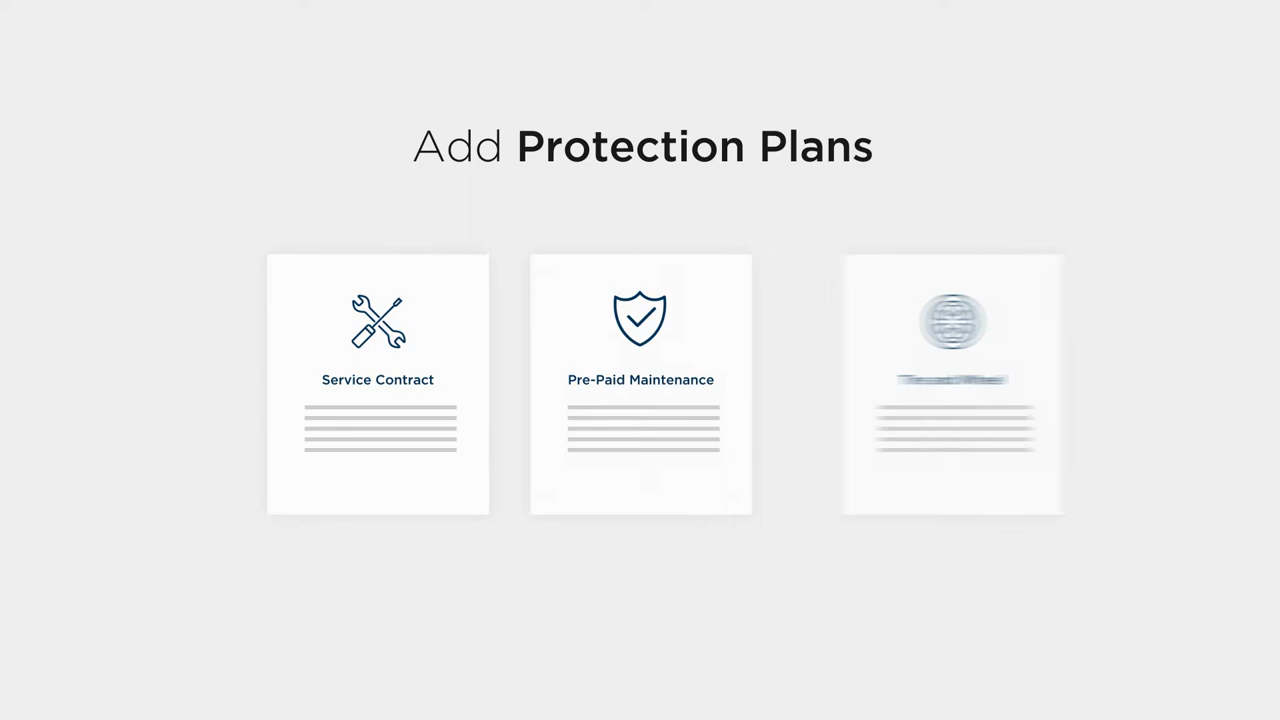 Add Protection Plans
Service Contract
Pre-Paid Maintenance